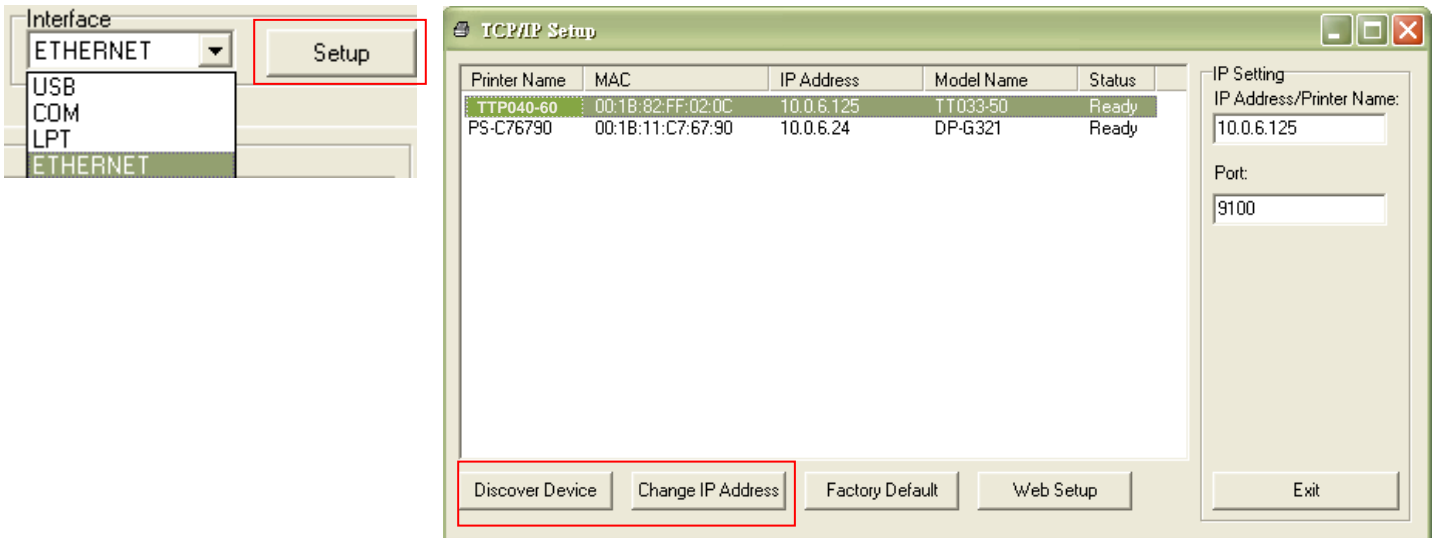 Interface
ETHERNET
Setup
USB
COM
LPT
ETHERNET
TCP/IP Setup
Printer Name MAC IP Address Model Name Status
TTP040-60 00:1B:82:FF:02:0C 10.0.6.125 TT033-50 Ready
PS-C76790 00:1B:11:C7:67:90 10.0.6.24 DP-G321 Ready
IP Setting
IP Address/Printer Name:
10.0.6.125
Port:
9100
Discover Device Change IP Address Factory Default Web Setup Exit